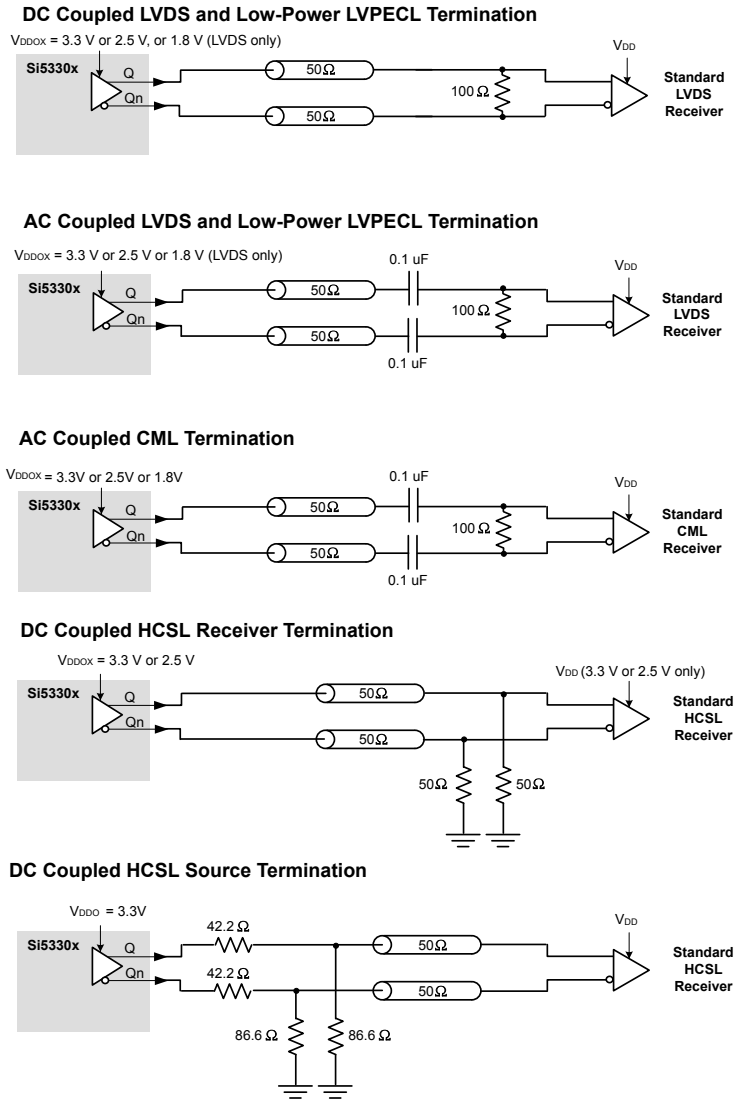 DC Coupled LVDS and Low-Power LVPECL Termination
VDDOX = 3.3 V or 2.5 V, or 1.8 V (LVDS only)
Si5330x
Q
Qn
50Ω
50Ω
100 Ω
VDD
Standard
LVDS
Receiver
AC Coupled LVDS and Low-Power LVPECL Termination
VDDOX = 3.3 V or 2.5 V or 1.8 V (LVDS only)
Si5330x
Q
Qn
50Ω
50Ω
0.1 uF
0.1 uF
100 Ω
VDD
Standard
LVDS
Receiver
AC Coupled CML Termination
VDDOX = 3.3V or 2.5V or 1.8V
Si5330x
Q
Qn
50Ω
50Ω
0.1 uF
0.1 uF
100 Ω
VDD
Standard
CML
Receiver
DC Coupled HCSL Receiver Termination
VDDOX = 3.3 V or 2.5 V
Si5330x
Q
Qn
50Ω
50Ω
50Ω
50Ω
VDD (3.3 V or 2.5 V only)
Standard
HCSL
Receiver
DC Coupled HCSL Source Termination
VDDO = 3.3V
Si5330x
Q
Qn
42.2 Ω
42.2 Ω
86.6 Ω
86.6 Ω
50Ω
50Ω
VDD
Standard
HCSL
Receiver